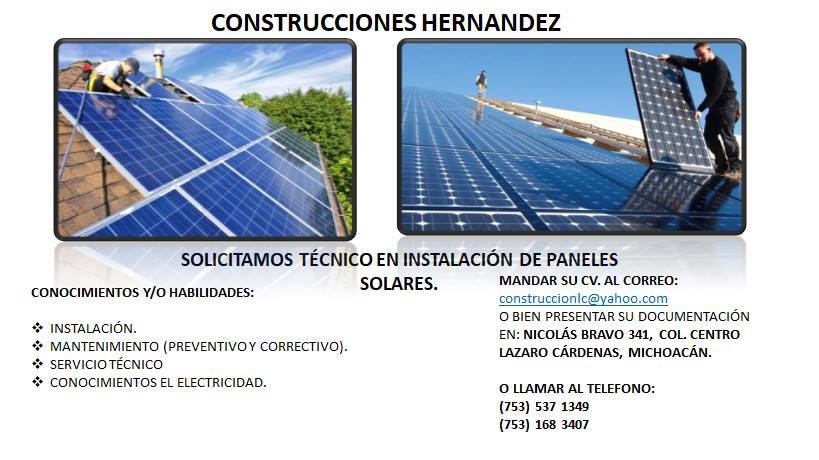 CONSTRUCCIONES HERNANDEZ
SOLICITAMOS TÉCNICO EN INSTALACIÓN DE PANELES
SOLARES.
CONOCIMIENTOS Y/O HABILIDADES:
❖ INSTALACIÓN.
❖ MANTENIMIENTO (PREVENTIVO Y CORRECTIVO).
❖ SERVICIO TÉCNICO
❖ CONOCIMIENTOS EL ELECTRICIDAD.
MANDAR SU CV. AL CORREO:
construccionlc@yahoo.com
O BIEN PRESENTAR SU DOCUMENTACIÓN
EN: NICOLÁS BRAVO 341, COL. CENTRO
LAZARO CÁRDENAS, MICHOACÁN.
O LLAMAR AL TELEFONO:
(753) 537 1349
(753) 168 3407